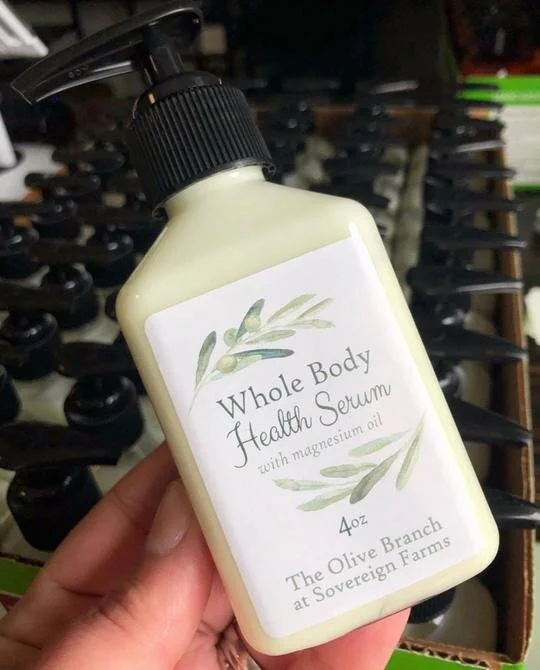 Whole Body
Health Serum
with magnesium oil
4oz
The Olive Branch
at Sovereign Farms